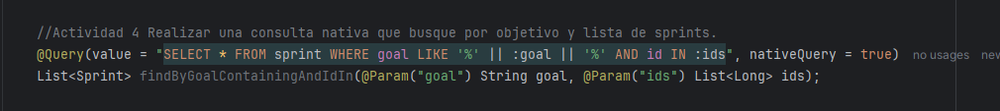 //Actividad 4 Realizar una consulta nativa que busque por objetivo y lista de sprints.
@Query(value = "SELECT * FROM sprint WHERE goal LIKE '%' || :goal || '%' AND id IN :ids", nativeQuery = true) no usages new
List<Sprint> findByGoalContainingAndIdIn(@Param("goal") String goal, @Param("ids") List<Long> ids);